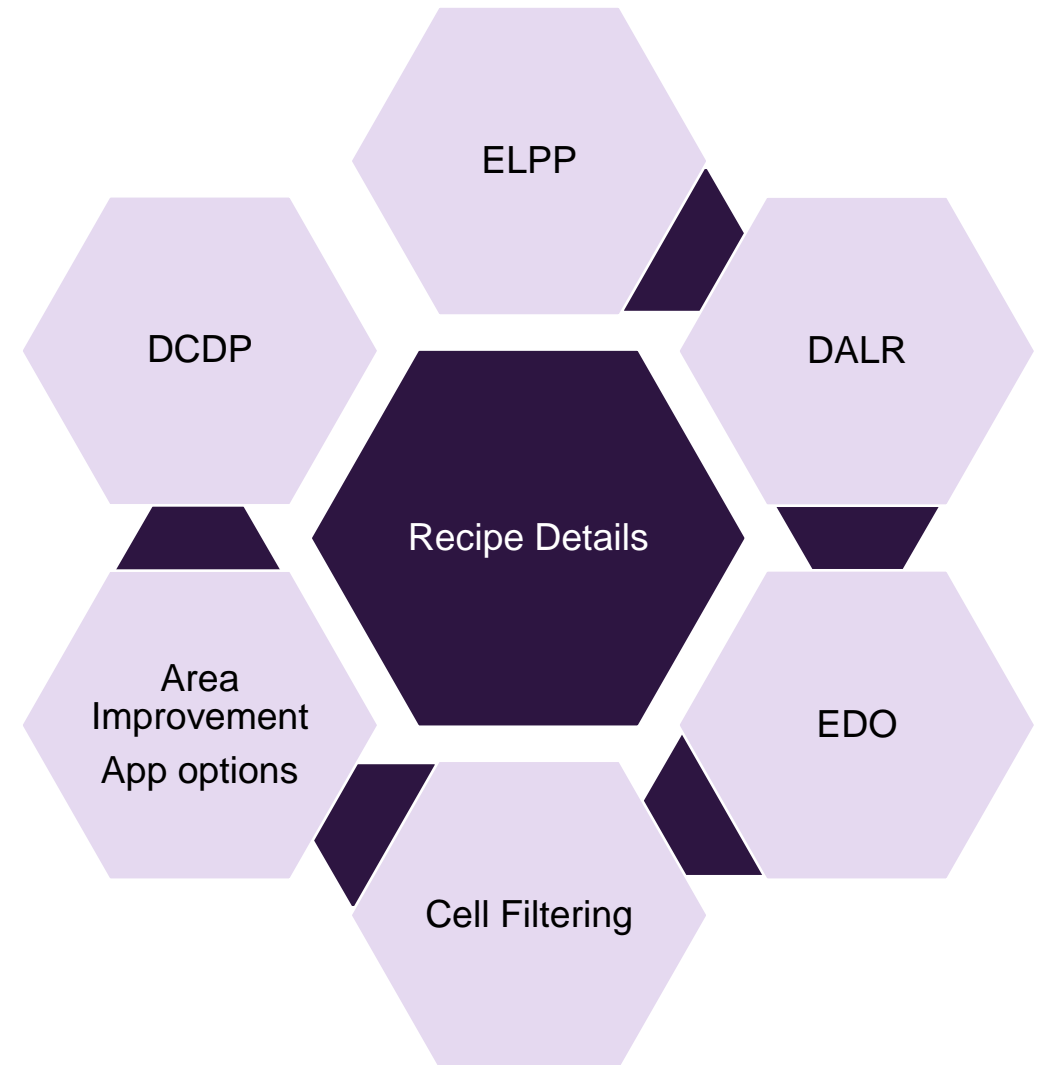 ELPP
DCDP
DALR
Recipe Details
Area
Improvement
App options
EDO
Cell Filtering